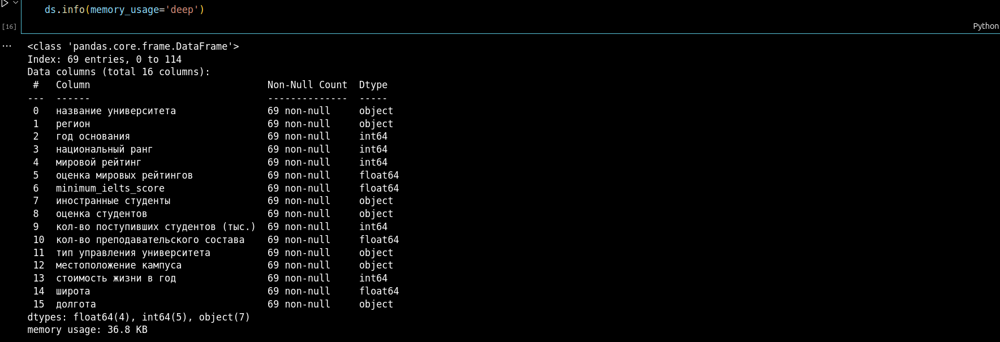 ds.info(memory_usage='deep')
[16]
Python
...
<class 'pandas.core.frame.DataFrame'>
Index: 69 entries, 0 to 114
Data columns (total 16 columns):
 #   Column                               Non-Null Count  Dtype
---  ------                               --------------  -----
 0   название университета                69 non-null     object
 1   регион                               69 non-null     object
 2   год основания                        69 non-null     int64
 3   национальный ранг                    69 non-null     int64
 4   мировой рейтинг                      69 non-null     int64
 5   оценка мировых рейтингов             69 non-null     float64
 6   minimum_ielts_score                  69 non-null     float64
 7   иностранные студенты                 69 non-null     object
 8   оценка студентов                     69 non-null     object
 9   кол-во поступивших студентов (тыс.)  69 non-null     int64
 10  кол-во преподавательского состава    69 non-null     float64
 11  тип управления университета          69 non-null     object
 12  местоположение кампуса               69 non-null     object
 13  стоимость жизни в год                69 non-null     int64
 14  широта                               69 non-null     float64
 15  долгота                              69 non-null     object
dtypes: float64(4), int64(5), object(7)
memory usage: 36.8 KB